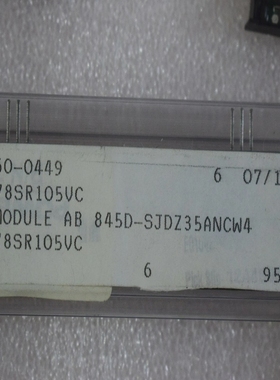 50-0449 6 07/1
78SR105VC
MODULE AB 845D-SJDZ35ANCW4
78SR105VC
6 95